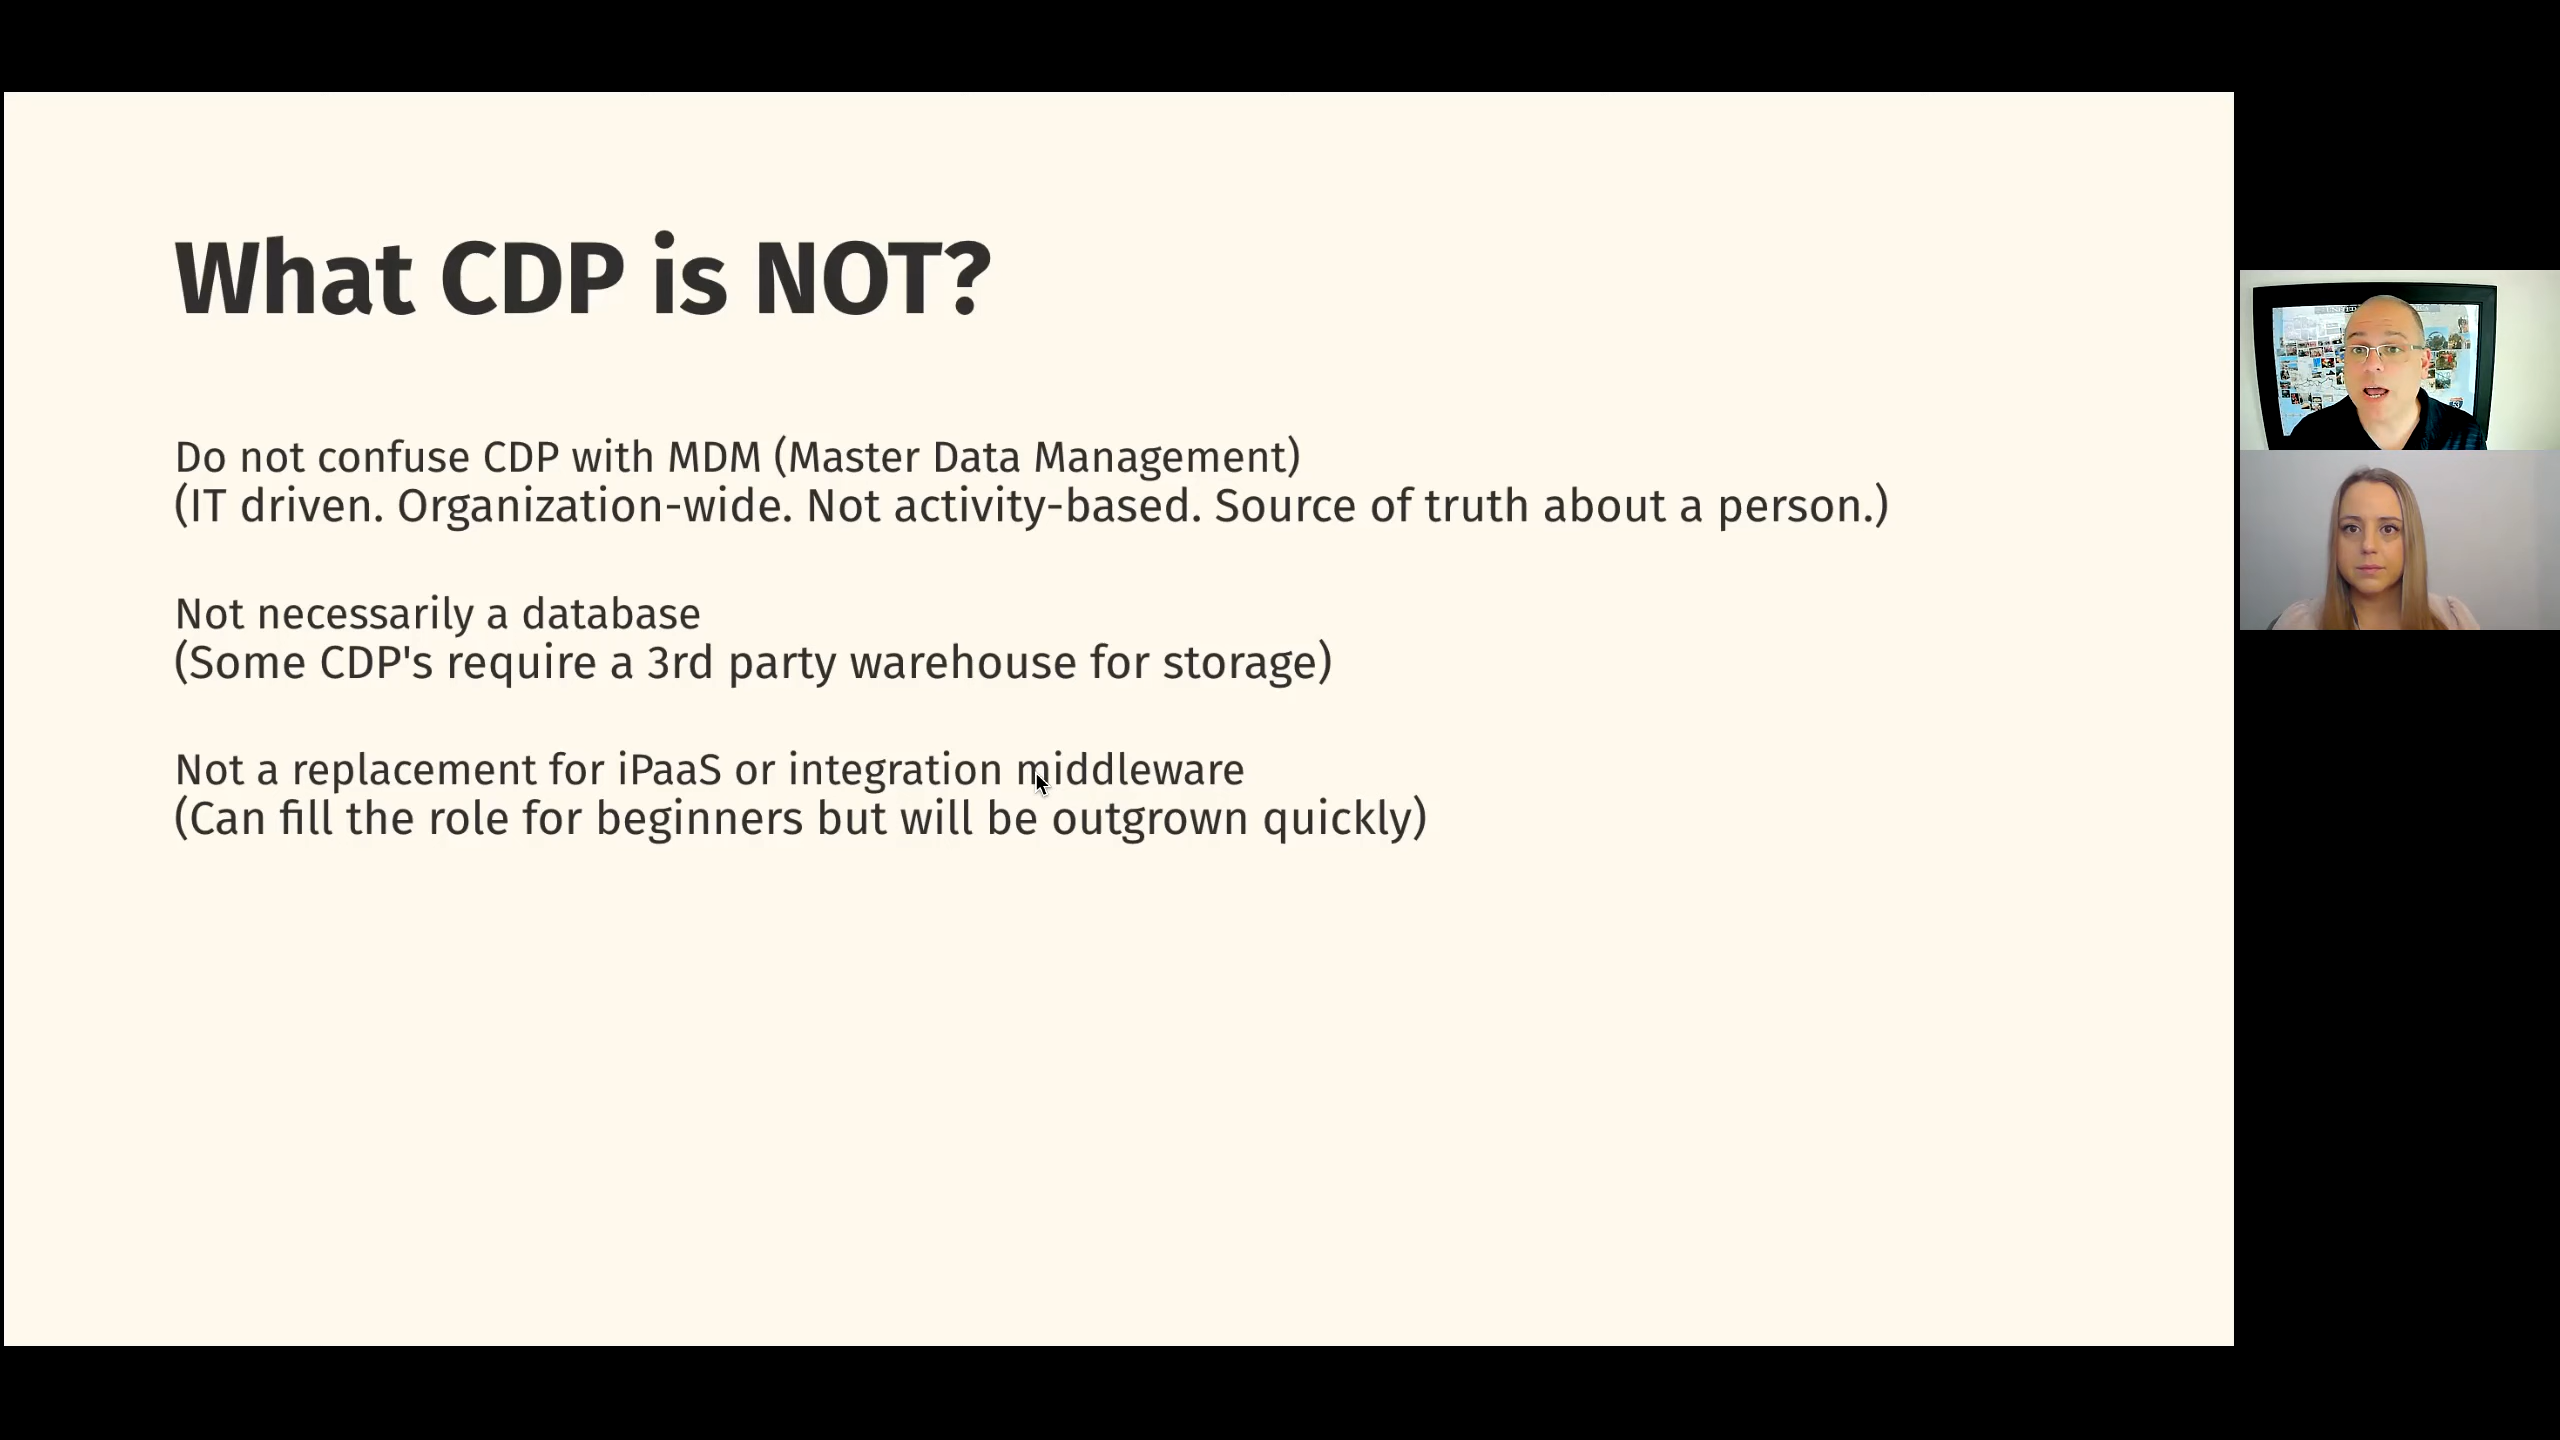 What CDP is NOT?
Do not confuse CDP with MDM (Master Data Management)
(IT driven. Organization-wide. Not activity-based. Source of truth about a person.)
Not necessarily a database
(Some CDP's require a 3rd party warehouse for storage)
Not a replacement for iPaaS or integration middleware
(Can fill the role for beginners but will be outgrown quickly)